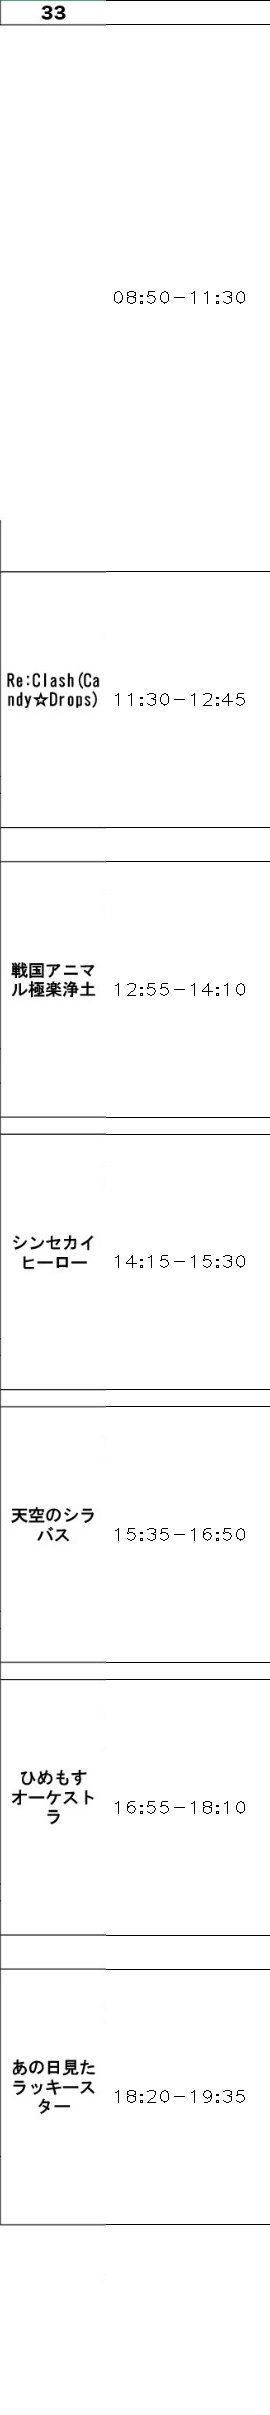 33
08:50-11:30
Re:Clash(Ca
ndy☆Drops)
11:30-12:45
戦国アニマ
ル極楽浄土
12:55-14:10
シンセカイ
ヒーロー
14:15-15:30
天空のシラ
バス
15:35-16:50
ひめもす
オーケスト
ラ
16:55-18:10
あの日見た
ラッキース
ター
18:20-19:35